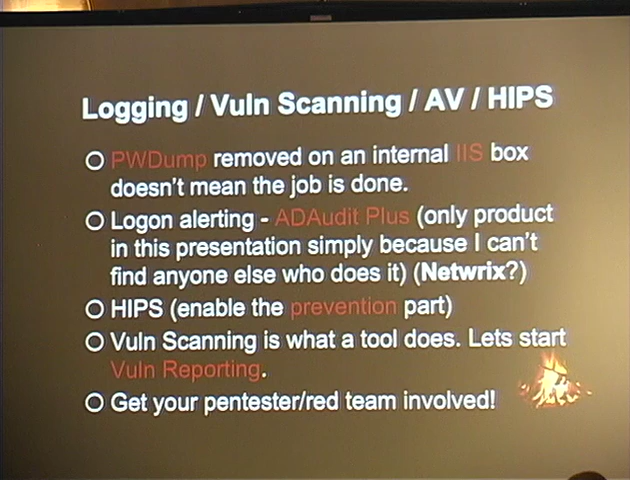 Logging / Vuln Scanning / AV / HIPS
PWDump removed on an internal IIS box
doesn't mean the job is done.
Logon alerting - ADAudit Plus (only product
in this presentation simply because I can't
find anyone else who does it) (Netwrix?)
HIPS (enable the prevention part)
Vuln Scanning is what a tool does. Lets start
Vuln Reporting.
Get your pentester/red team involved!